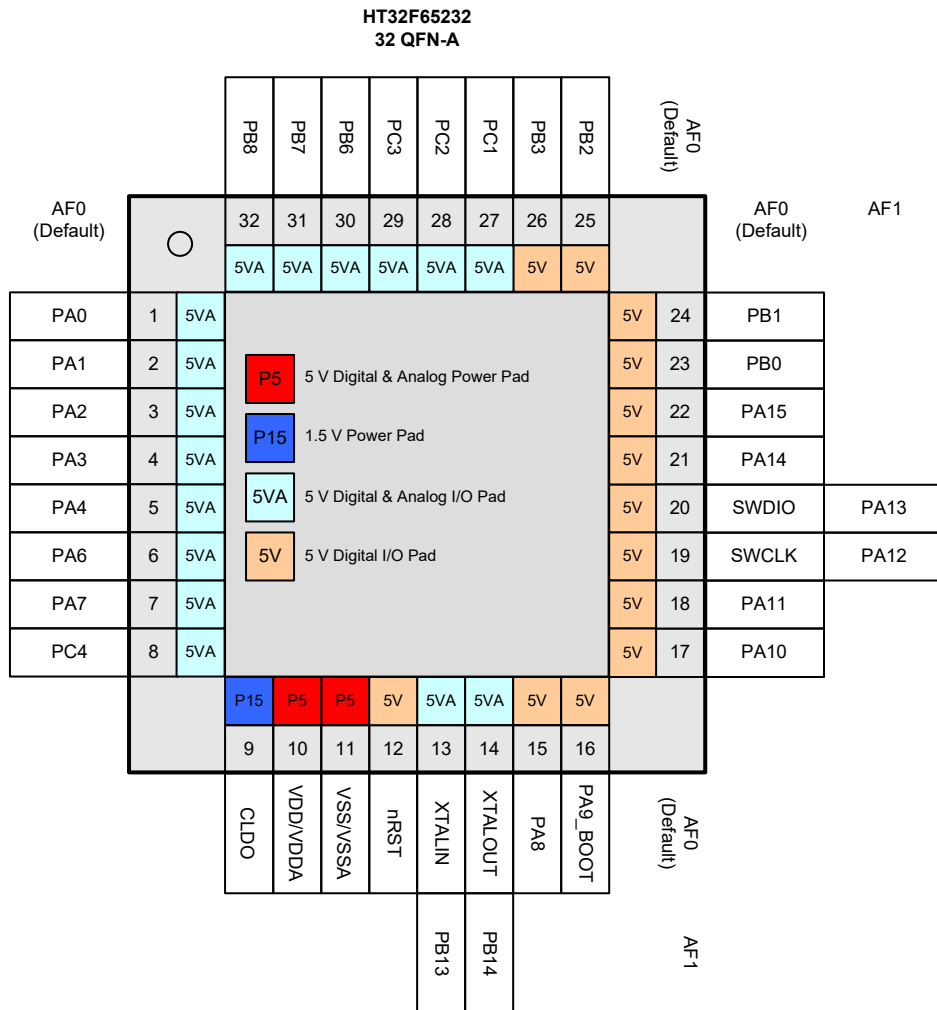 HT32F65232
32 QFN-A
PB8 PB7 PB6 PC3 PC2 PC1 PB3 PB2
AF0
(Default)
AF0
(Default)
32 31 30 29 28 27 26 25
AF0
(Default)
AF1
5VA 5VA 5VA 5VA 5VA 5VA 5V 5V
PA0 1 5VA 5V 24 PB1
PA1 2 5VA 5V 23 PB0
P5 5 V Digital & Analog Power Pad
PA2 3 5VA 5V 22 PA15
P15 1.5 V Power Pad
PA3 4 5VA 5V 21 PA14
PA4 5 5VA 5VA 5 V Digital & Analog I/O Pad 5V 20 SWDIO PA13
PA6 6 5VA 5V 5 V Digital I/O Pad 5V 19 SWCLK PA12
PA7 7 5VA 5V 18 PA11
PC4 8 5VA 5V 17 PA10
P15 P5 P5 5V 5VA 5VA 5V 5V
9 10 11 12 13 14 15 16
CLDO VDD/VDDA VSS/VSSA nRST XTALIN XTALOUT PA8 PA9_BOOT
AF0
(Default)
PB13 PB14 AF1